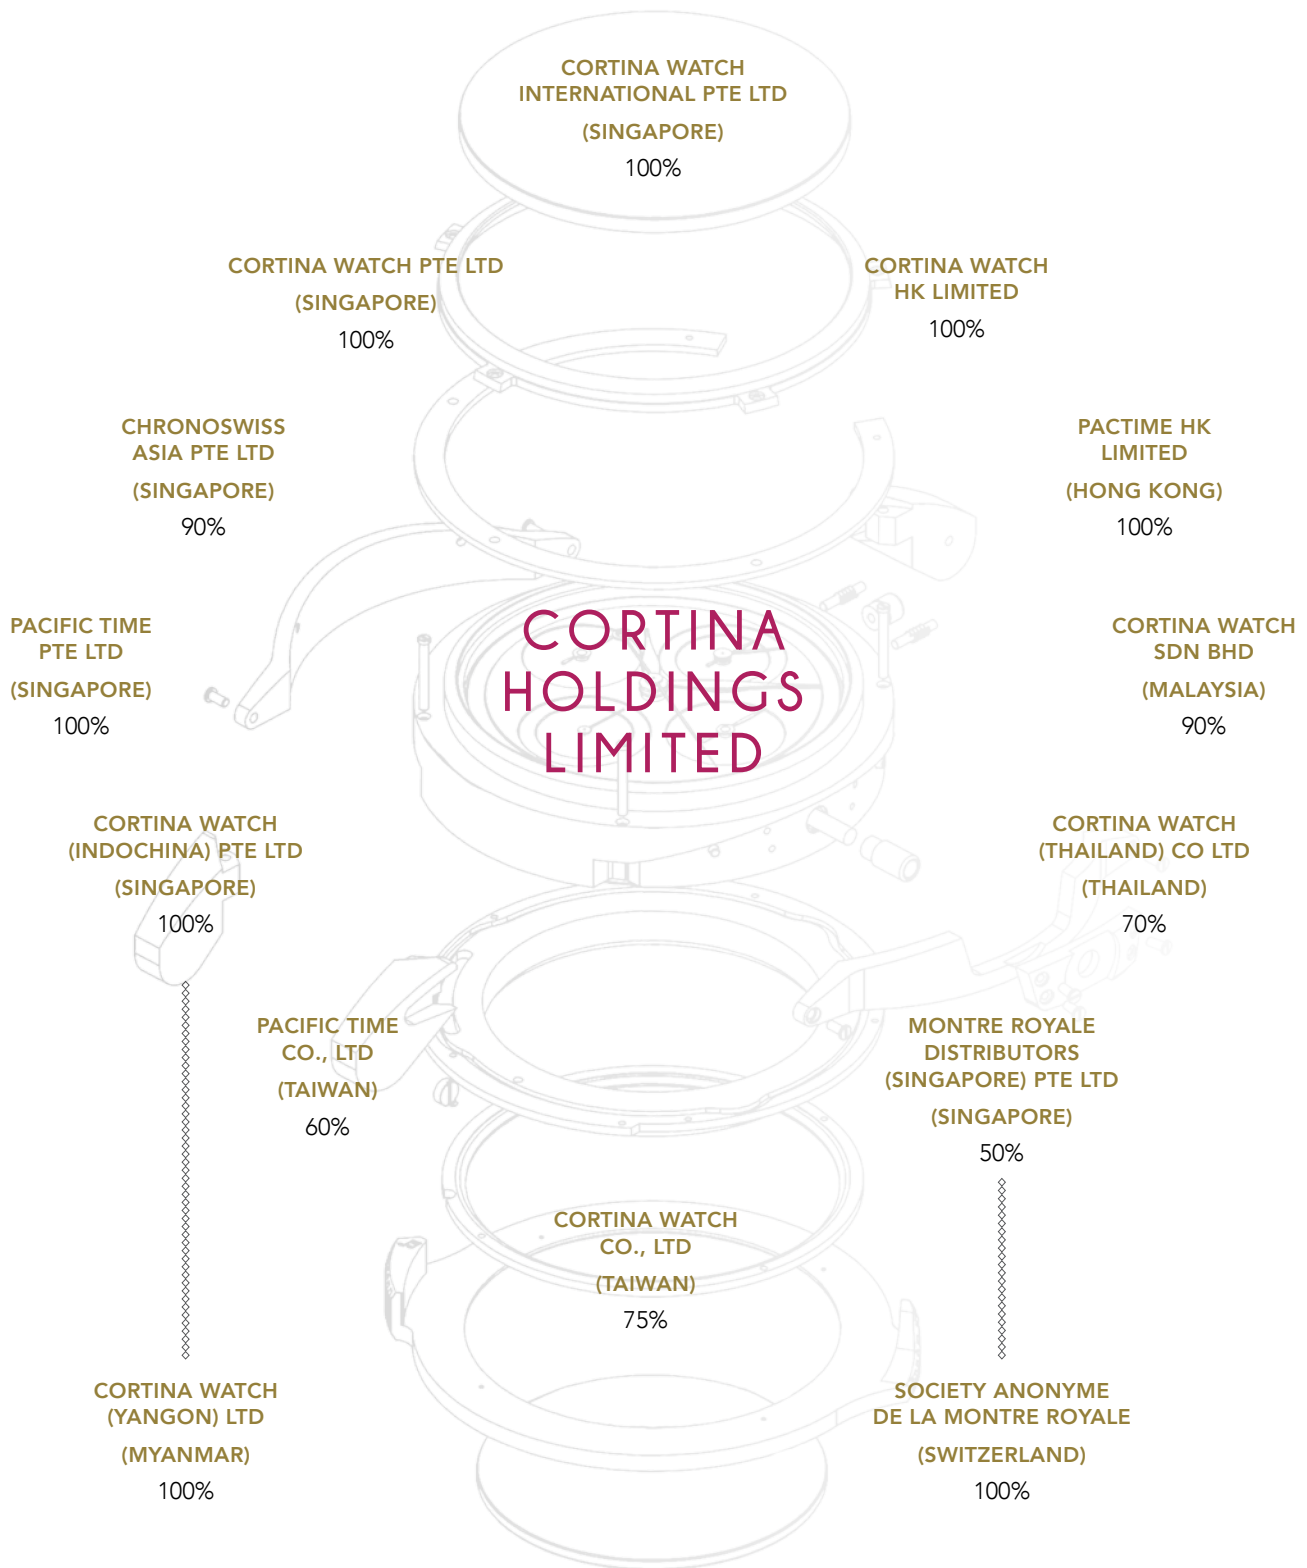 CORTINA WATCH
INTERNATIONAL PTE LTD
(SINGAPORE)
100%
CORTINA WATCH PTE LTD
(SINGAPORE)
100%
CORTINA WATCH
HK LIMITED
100%
CHRONOSWISS
ASIA PTE LTD
(SINGAPORE)
90%
PACTIME HK
LIMITED
(HONG KONG)
100%
PACIFIC TIME
PTE LTD
(SINGAPORE)
100%
CORTINA
HOLDINGS
LIMITED
CORTINA WATCH
SDN BHD
(MALAYSIA)
90%
CORTINA WATCH
(INDOCHINA) PTE LTD
(SINGAPORE)
100%
CORTINA WATCH
(THAILAND) CO LTD
(THAILAND)
70%
PACIFIC TIME
CO., LTD
(TAIWAN)
60%
MONTRE ROYALE
DISTRIBUTORS
(SINGAPORE) PTE LTD
(SINGAPORE)
50%
CORTINA WATCH
CO., LTD
(TAIWAN)
75%
CORTINA WATCH
(YANGON) LTD
(MYANMAR)
100%
SOCIETY ANONYME
DE LA MONTRE ROYALE
(SWITZERLAND)
100%